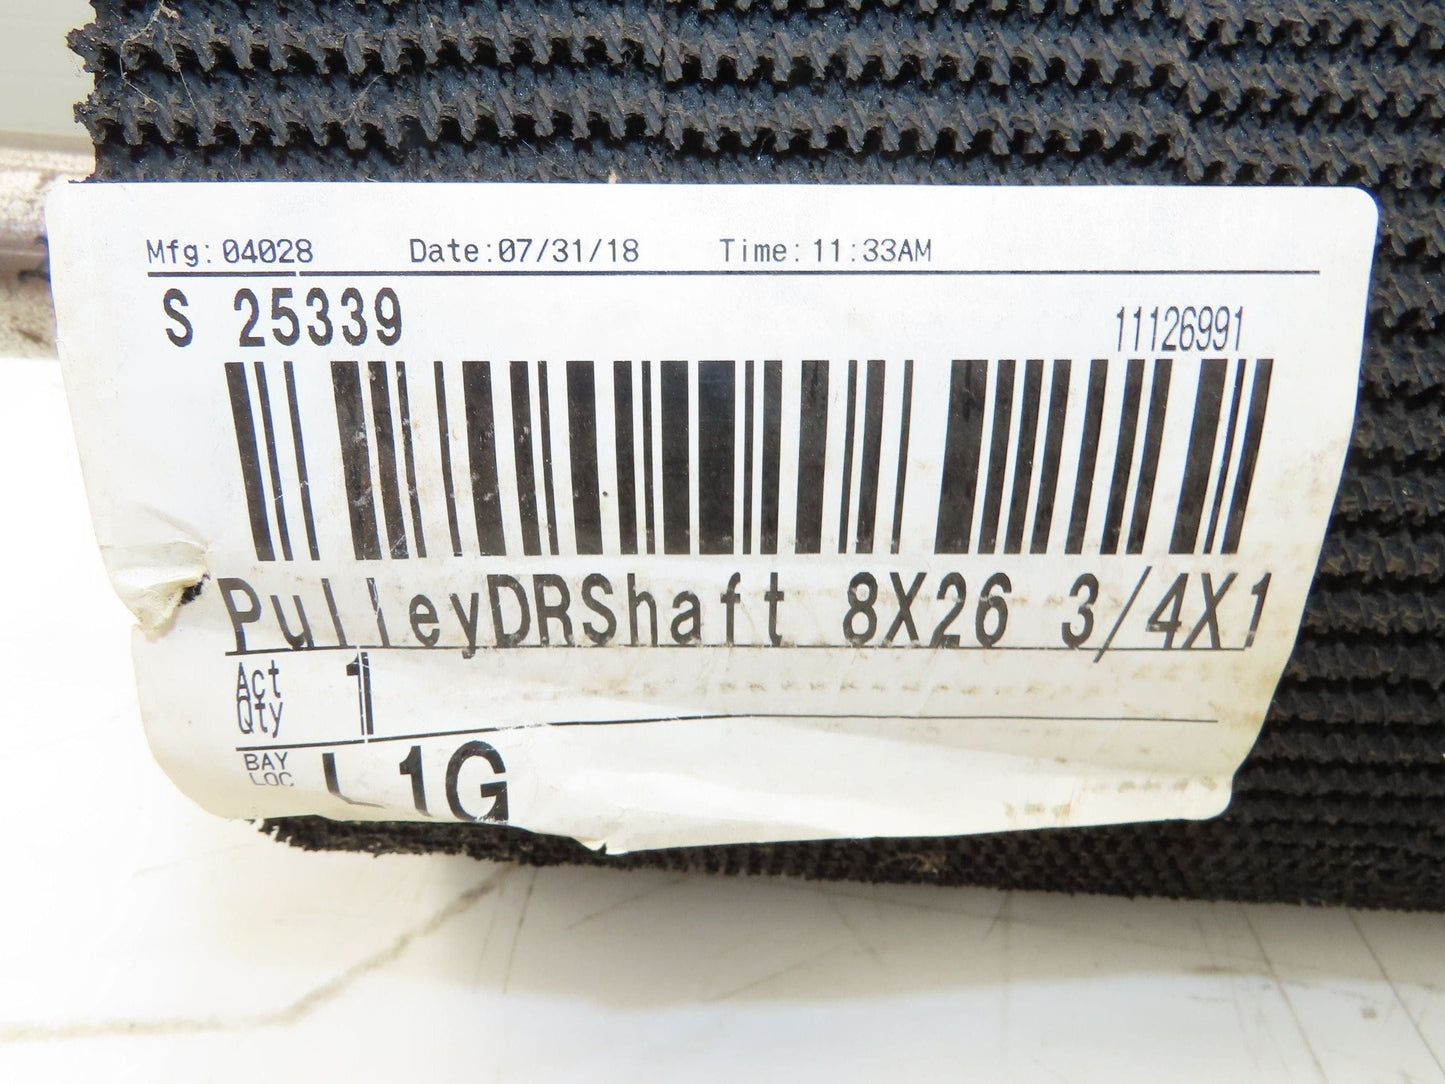 Mfg: 04028 Date:07/31/18 Time:11:33AM
S 25339 11126991
PulleyDRShaft 8X26 3/4X1
Act 1
Qty
BAY L1G
LOC